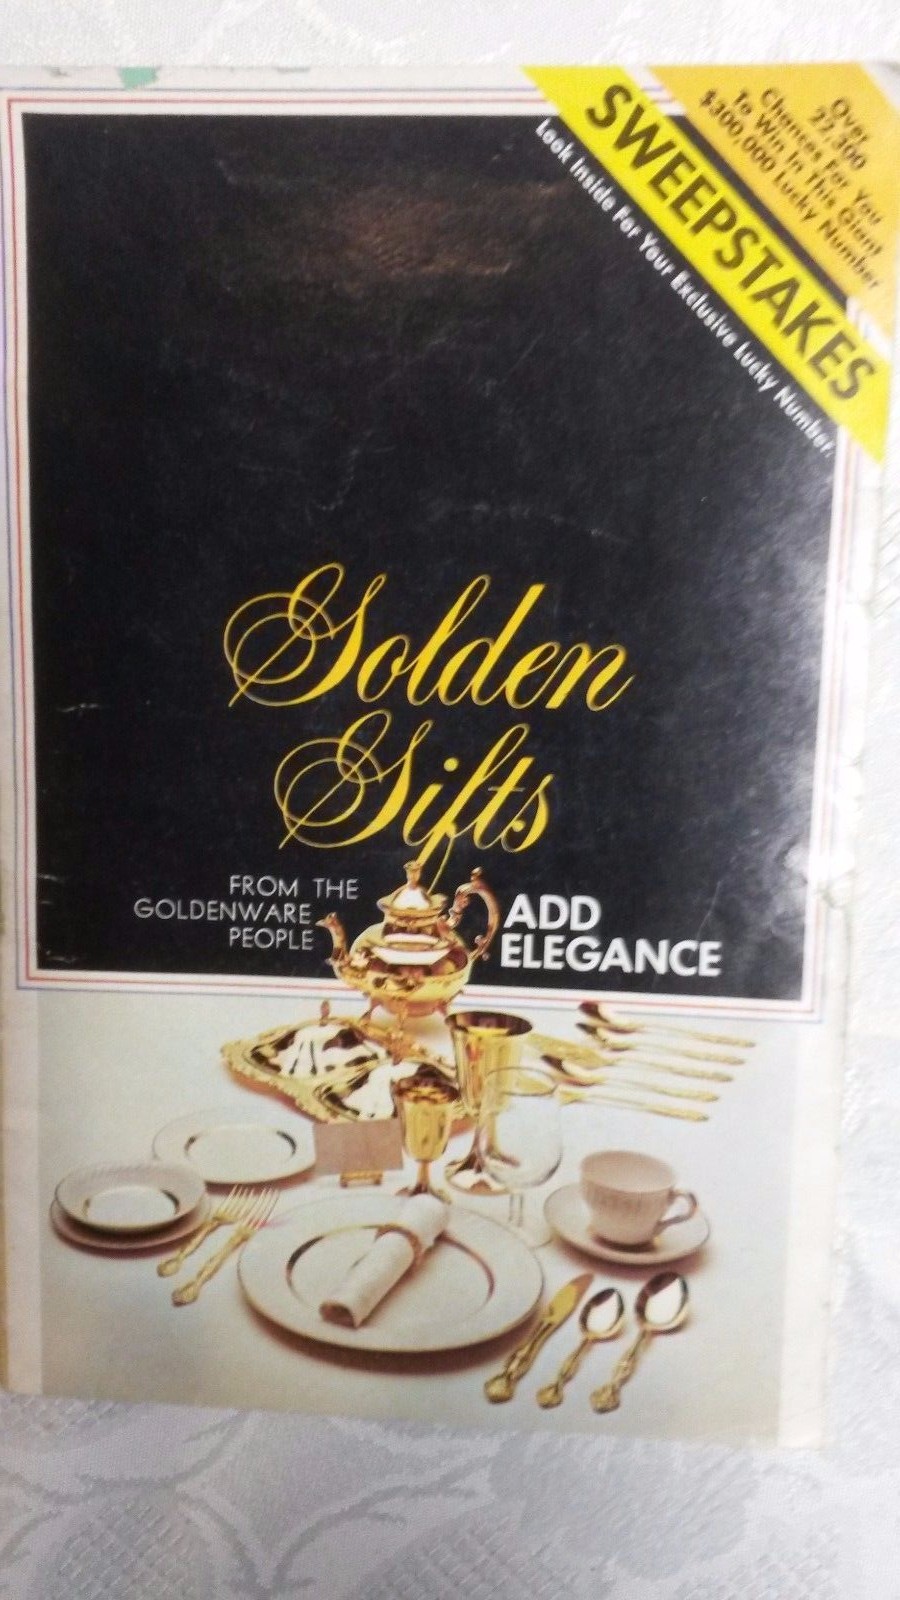 Over
22,300
Chances For You
To Win In This Giant
$300,000 Lucky Number
SWEEPSTAKES
Look Inside For Your Exclusive Lucky Number.
Golden
Gifts
FROM THE
GOLDENWARE
PEOPLE
ADD
ELEGANCE